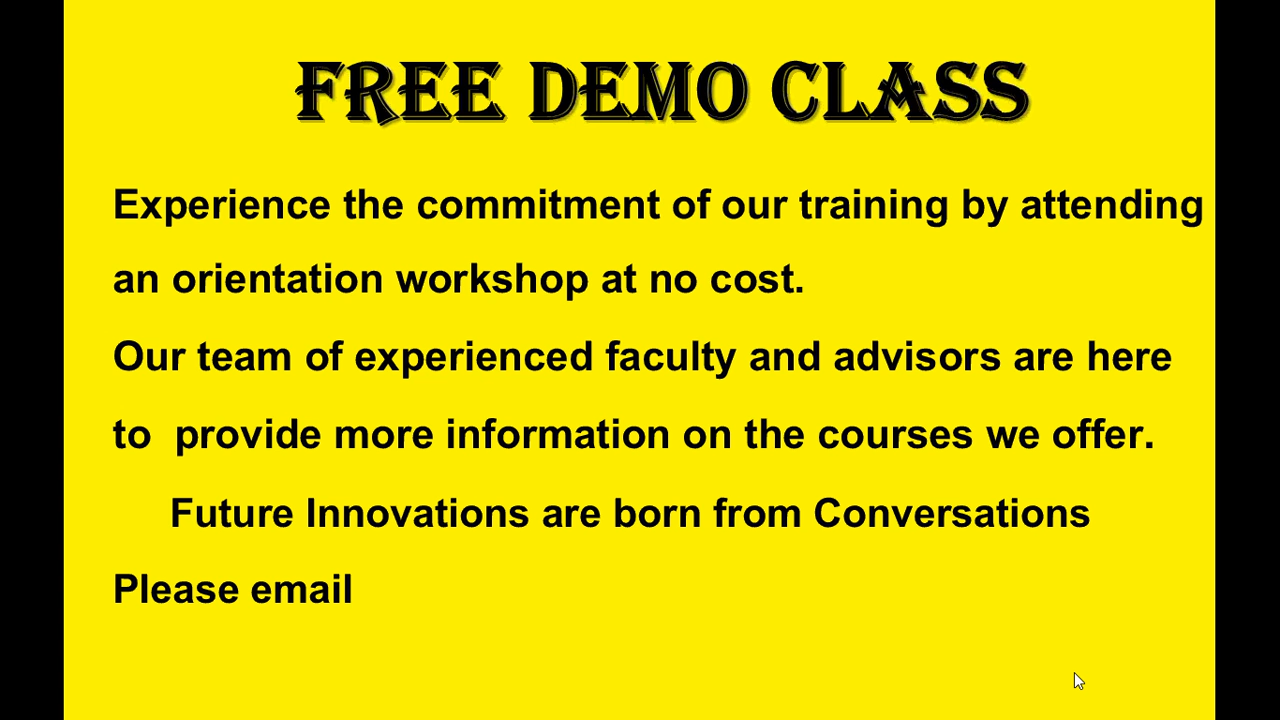 FREE DEMO CLASS
Experience the commitment of our training by attending
an orientation workshop at no cost.
Our team of experienced faculty and advisors are here
to  provide more information on the courses we offer.
Future Innovations are born from Conversations
Please email